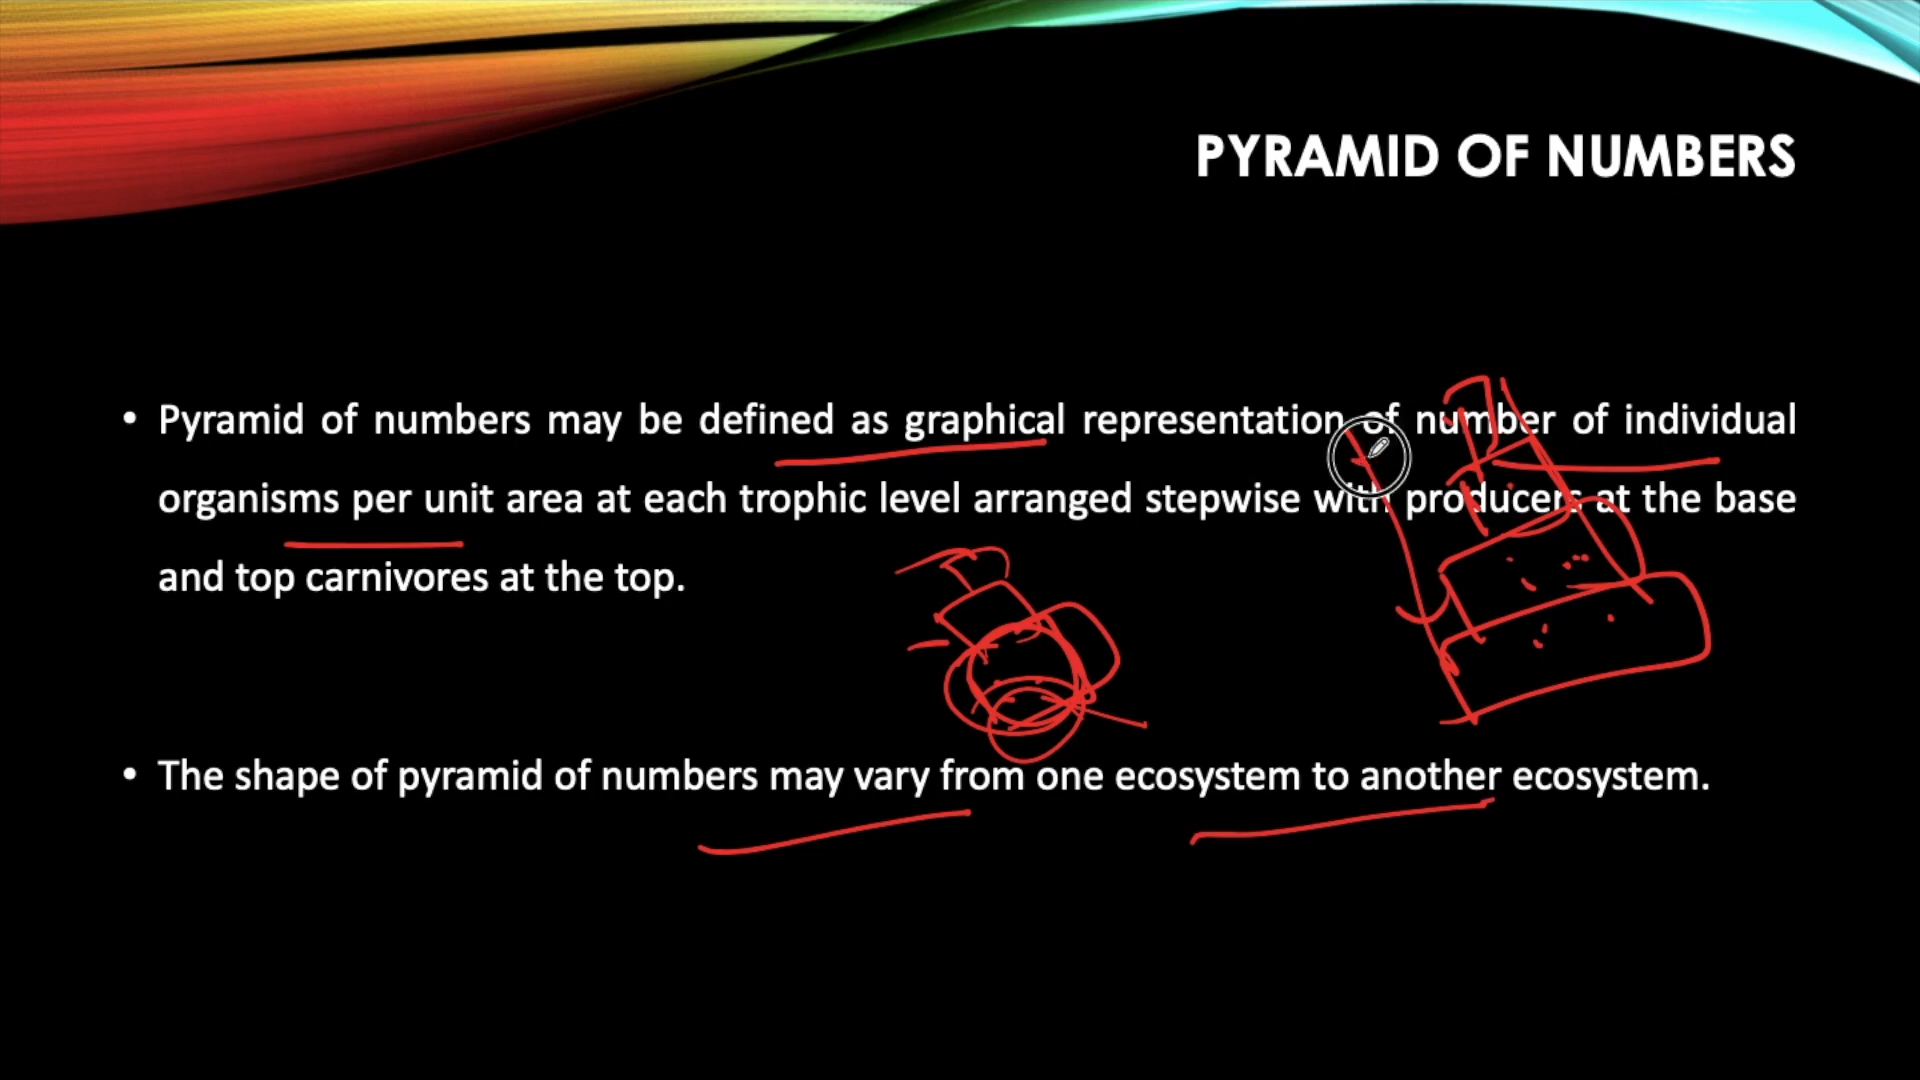 PYRAMID OF NUMBERS
• Pyramid of numbers may be defined as graphical representation of number of individual
organisms per unit area at each trophic level arranged stepwise with producers at the base
and top carnivores at the top.
• The shape of pyramid of numbers may vary from one ecosystem to another ecosystem.